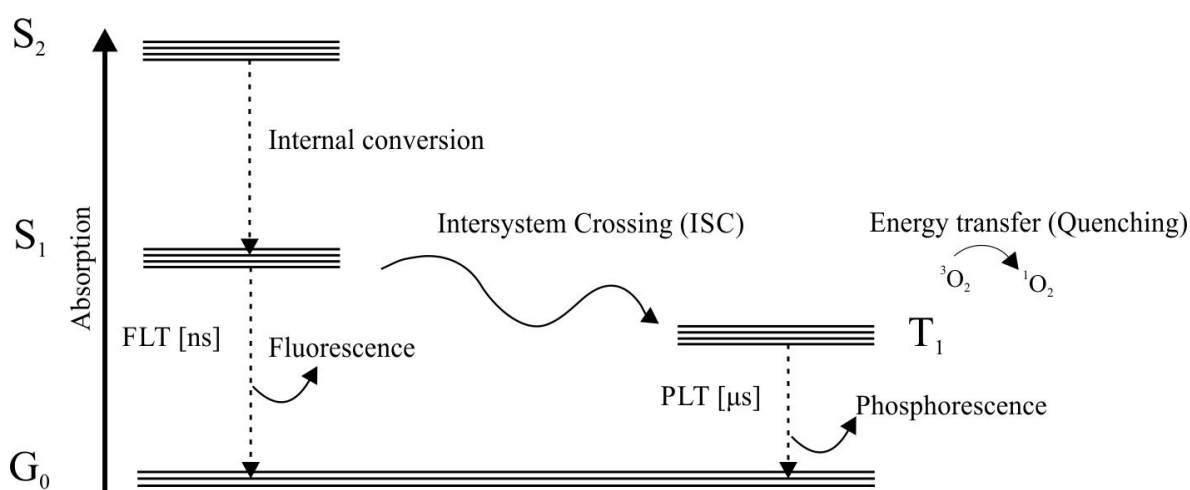 S₂
Internal conversion
S₁
Absorption
Intersystem Crossing (ISC)
Energy transfer (Quenching)
³O₂ ¹O₂
FLT [ns]
Fluorescence
T₁
PLT [μs]
Phosphorescence
G₀